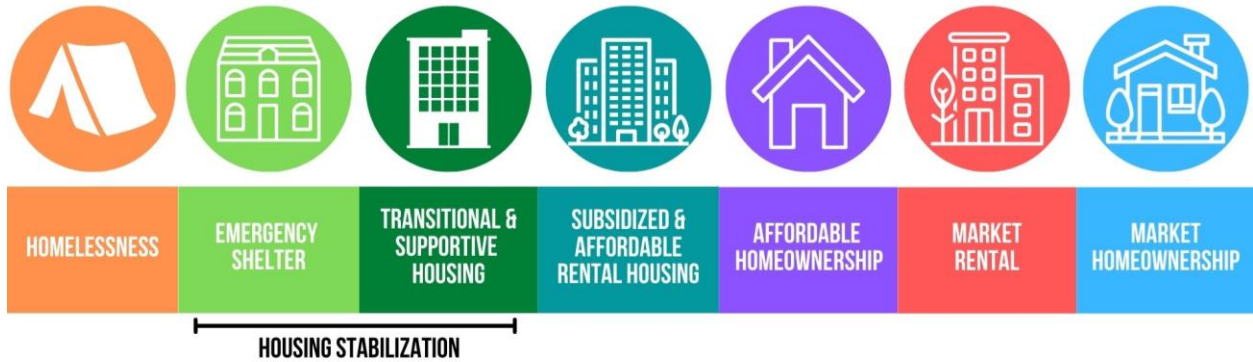 HOMELESSNESS
EMERGENCY
SHELTER
TRANSITIONAL &
SUPPORTIVE
HOUSING
SUBSIDIZED &
AFFORDABLE
RENTAL HOUSING
AFFORDABLE
HOMEOWNERSHIP
MARKET
RENTAL
MARKET
HOMEOWNERSHIP
HOUSING STABILIZATION